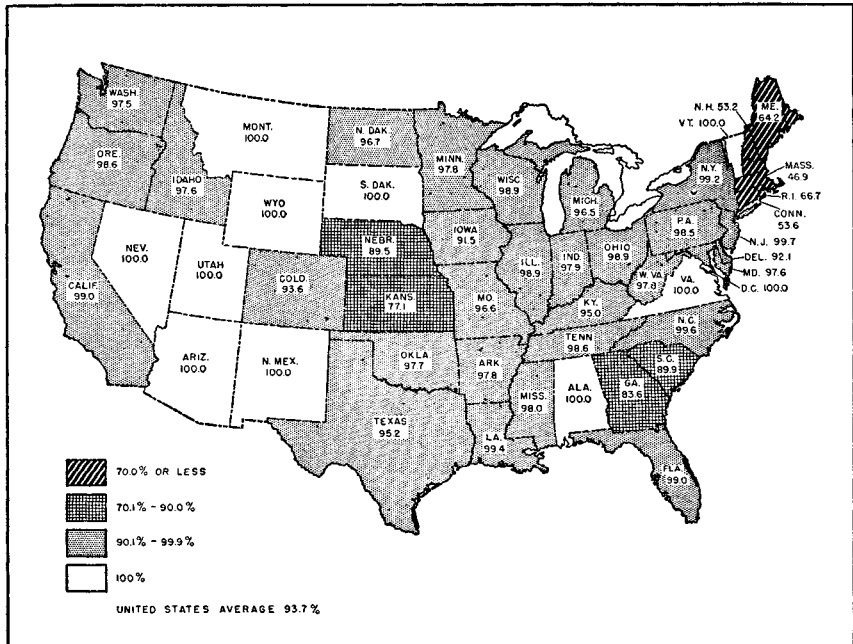 WASH.
97.5
ORE.
98.6
CALIF.
99.0
IDAHO
97.6
NEV.
100.0
MONT.
100.0
WYO
100.0
UTAH
100.0
ARIZ.
100.0
COLO.
93.6
N. MEX.
100.0
N. DAK.
96.7
S. DAK.
100.0
NEBR.
89.5
KANS.
77.1
OKLA
97.7
TEXAS
95.2
MINN.
97.8
IOWA
91.5
MO.
96.6
ARK.
97.8
LA.
99.4
WISC
98.9
ILL.
98.9
MICH.
96.5
IND.
97.9
OHIO
98.9
KY.
95.0
TENN
98.6
MISS.
98.0
ALA.
100.0
GA.
83.6
FLA.
99.0
S.C.
89.9
N.C.
99.6
VA.
100.0
W. VA.
97.8
PA.
98.5
N.Y.
99.2
N.H. 53.2
VT. 100.0
ME.
64.2
MASS.
46.9
R.I. 66.7
CONN.
53.6
N.J. 99.7
DEL. 92.1
MD. 97.6
D.C. 100.0
70.0% OR LESS
70.1% - 90.0%
90.1% - 99.9%
100%
UNITED STATES AVERAGE 93.7%